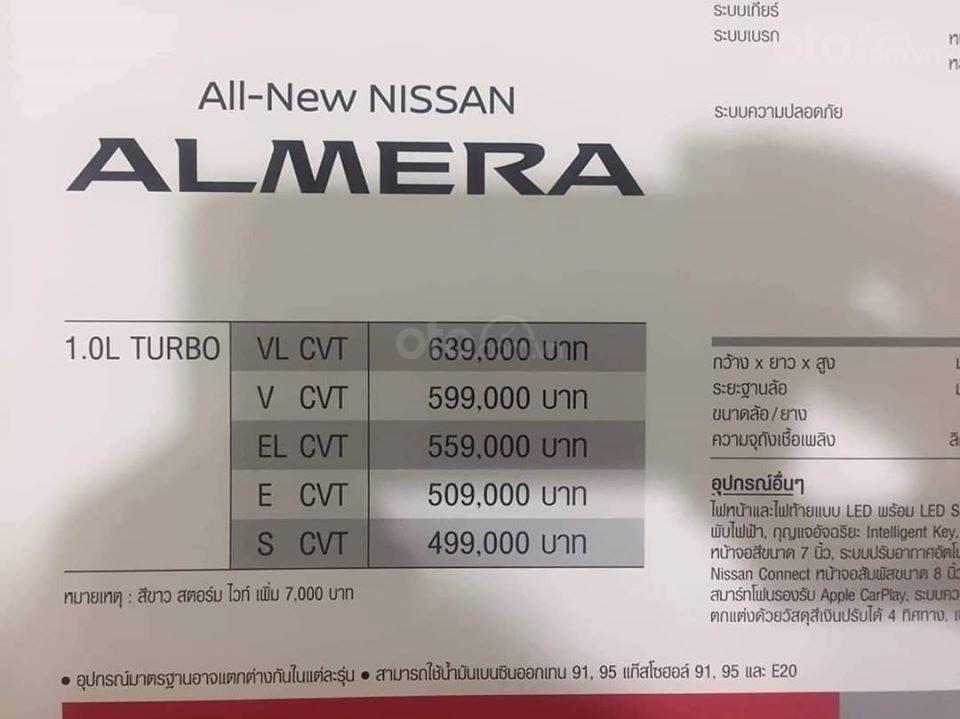 All-New NISSAN
ALMERA
1.0L TURBO VL CVT 639,000 บาท
V CVT 599,000 บาท
EL CVT 559,000 บาท
E CVT 509,000 บาท
S CVT 499,000 บาท
หมายเหตุ : สีขาว สตอร์ม ไวท์ เพิ่ม 7,000 บาท
• อุปกรณ์มาตรฐานอาจแตกต่างกันในแต่ละรุ่น • สามารถใช้น้ำมันเบนซินออกเทน 91, 95 แก๊สโซฮอล์ 91, 95 และ E20
ระบบเกียร์
ระบบเบรก
ระบบความปลอดภัย
กว้าง x ยาว x สูง
ระยะฐานล้อ
ขนาดล้อ/ยาง
ความจุถังเชื้อเพลิง
อุปกรณ์อื่นๆ
ไฟหน้าและไฟท้ายแบบ LED พร้อม LED S
พับไฟฟ้า, กุญแจอัจฉริยะ Intelligent Key,
หน้าจอสีขนาด 7 นิ้ว, ระบบปรับอากาศอัตโน
Nissan Connect หน้าจอสัมผัสขนาด 8 นิ้ว
สมาร์ทโฟนรองรับ Apple CarPlay, ระบบคว
ตกแต่งด้วยวัสดุสีเงินปรับได้ 4 ทิศทาง,
oto.com.vn